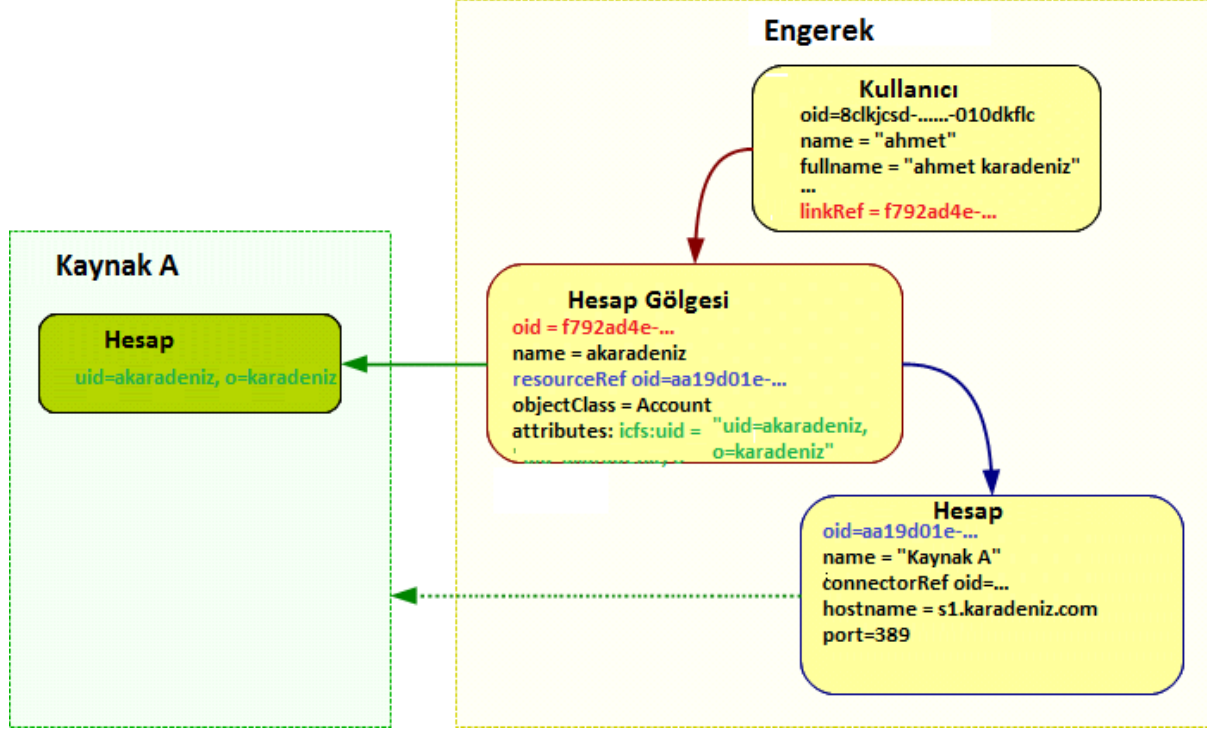 Engerek
Kullanıcı
oid=8clkjcsd-......-010dkflc
name = "ahmet"
fullname = "ahmet karadeniz"
...
linkRef = f792ad4e-...
Kaynak A
Hesap
uid=akaradeniz, o=karadeniz
Hesap Gölgesi
oid = f792ad4e-...
name = akaradeniz
resourceRef oid=aa19d01e-...
objectClass = Account
attributes: icfs:uid = "uid=akaradeniz,
o=karadeniz"
Hesap
oid=aa19d01e-...
name = "Kaynak A"
connectorRef oid=...
hostname = s1.karadeniz.com
port=389